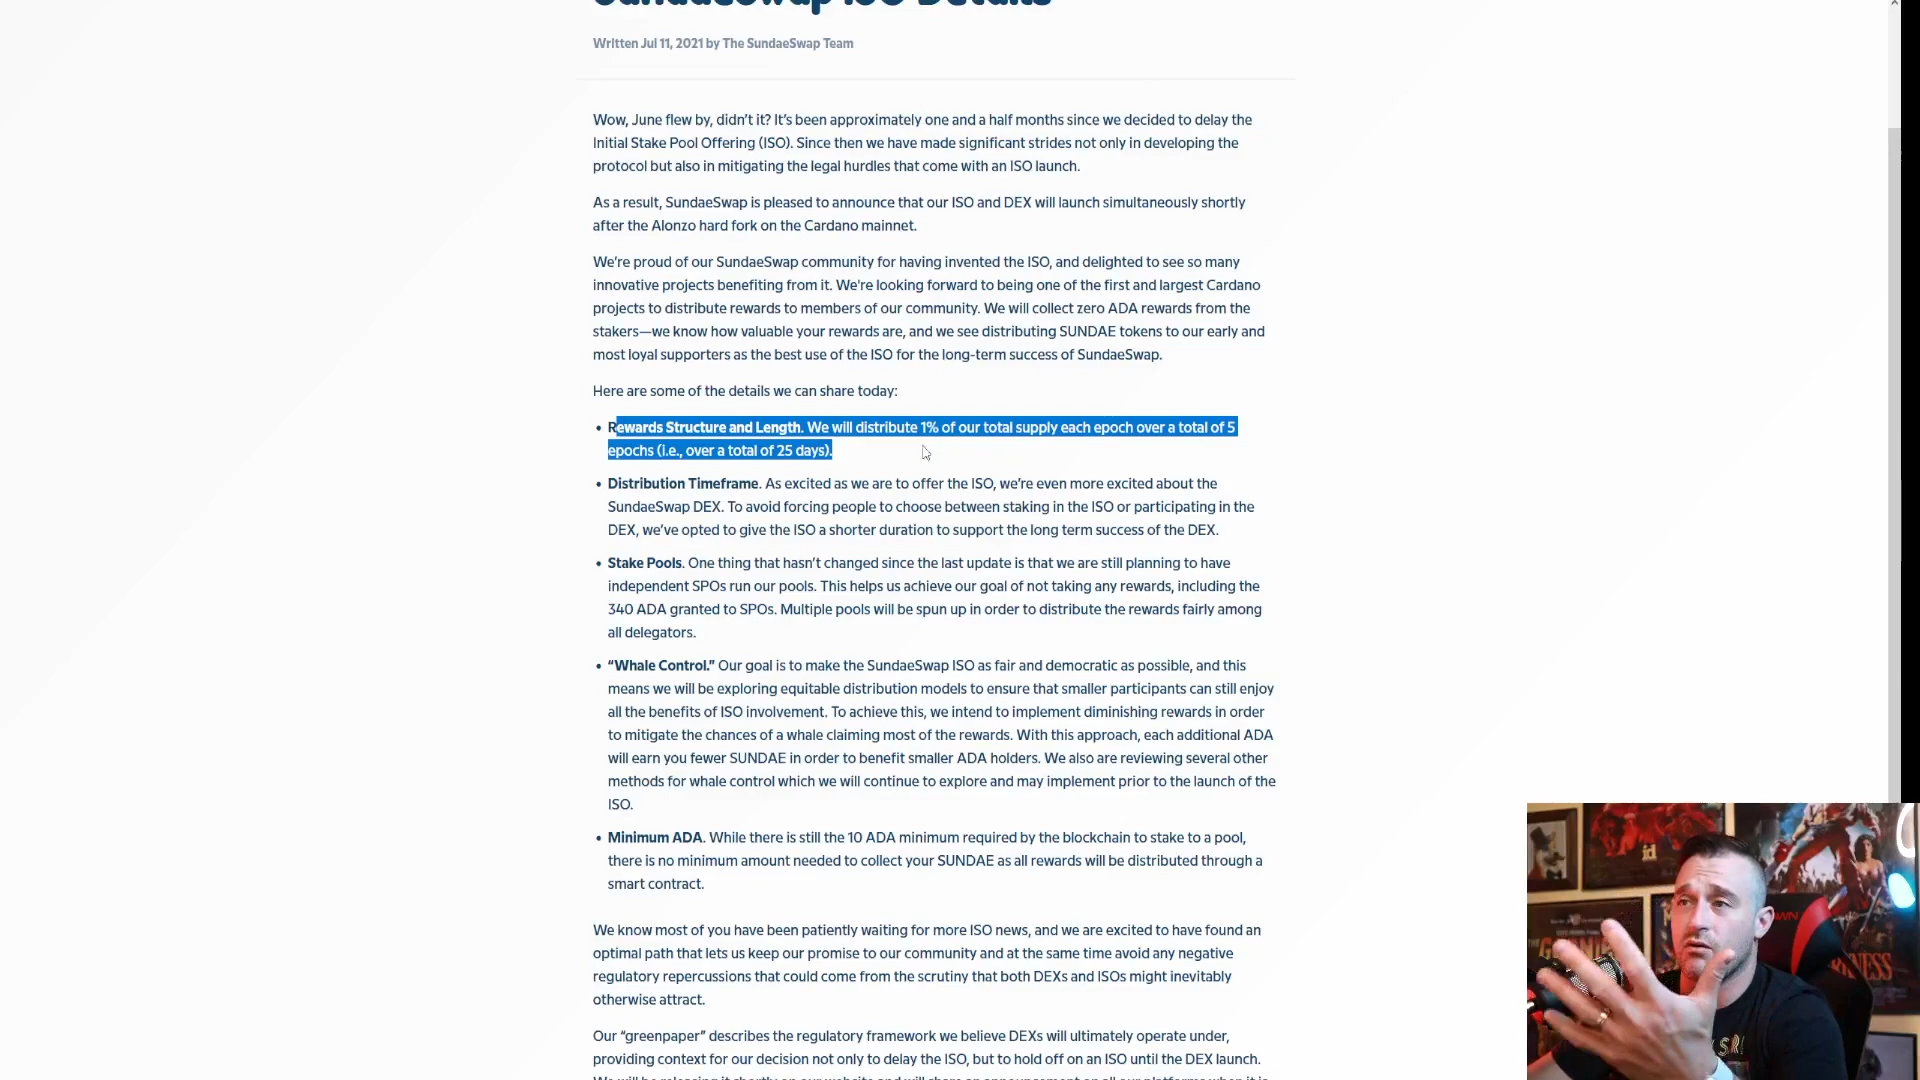 SundaeSwap ISO Details
Written Jul 11, 2021 by The SundaeSwap Team
Wow, June flew by, didn't it? It's been approximately one and a half months since we decided to delay the
Initial Stake Pool Offering (ISO). Since then we have made significant strides not only in developing the
protocol but also in mitigating the legal hurdles that come with an ISO launch.
As a result, SundaeSwap is pleased to announce that our ISO and DEX will launch simultaneously shortly
after the Alonzo hard fork on the Cardano mainnet.
We're proud of our SundaeSwap community for having invented the ISO, and delighted to see so many
innovative projects benefiting from it. We're looking forward to being one of the first and largest Cardano
projects to distribute rewards to members of our community. We will collect zero ADA rewards from the
stakers—we know how valuable your rewards are, and we see distributing SUNDAE tokens to our early and
most loyal supporters as the best use of the ISO for the long-term success of SundaeSwap.
Here are some of the details we can share today:
• Rewards Structure and Length. We will distribute 1% of our total supply each epoch over a total of 5
epochs (i.e., over a total of 25 days).
• Distribution Timeframe. As excited as we are to offer the ISO, we're even more excited about the
SundaeSwap DEX. To avoid forcing people to choose between staking in the ISO or participating in the
DEX, we've opted to give the ISO a shorter duration to support the long term success of the DEX.
• Stake Pools. One thing that hasn't changed since the last update is that we are still planning to have
independent SPOs run our pools. This helps us achieve our goal of not taking any rewards, including the
340 ADA granted to SPOs. Multiple pools will be spun up in order to distribute the rewards fairly among
all delegators.
• “Whale Control.” Our goal is to make the SundaeSwap ISO as fair and democratic as possible, and this
means we will be exploring equitable distribution models to ensure that smaller participants can still enjoy
all the benefits of ISO involvement. To achieve this, we intend to implement diminishing rewards in order
to mitigate the chances of a whale claiming most of the rewards. With this approach, each additional ADA
will earn you fewer SUNDAE in order to benefit smaller ADA holders. We also are reviewing several other
methods for whale control which we will continue to explore and may implement prior to the launch of the
ISO.
• Minimum ADA. While there is still the 10 ADA minimum required by the blockchain to stake to a pool,
there is no minimum amount needed to collect your SUNDAE as all rewards will be distributed through a
smart contract.
We know most of you have been patiently waiting for more ISO news, and we are excited to have found an
optimal path that lets us keep our promise to our community and at the same time avoid any negative
regulatory repercussions that could come from the scrutiny that both DEXs and ISOs might inevitably
otherwise attract.
Our “greenpaper” describes the regulatory framework we believe DEXs will ultimately operate under,
providing context for our decision not only to delay the ISO, but to hold off on an ISO until the DEX launch.
id